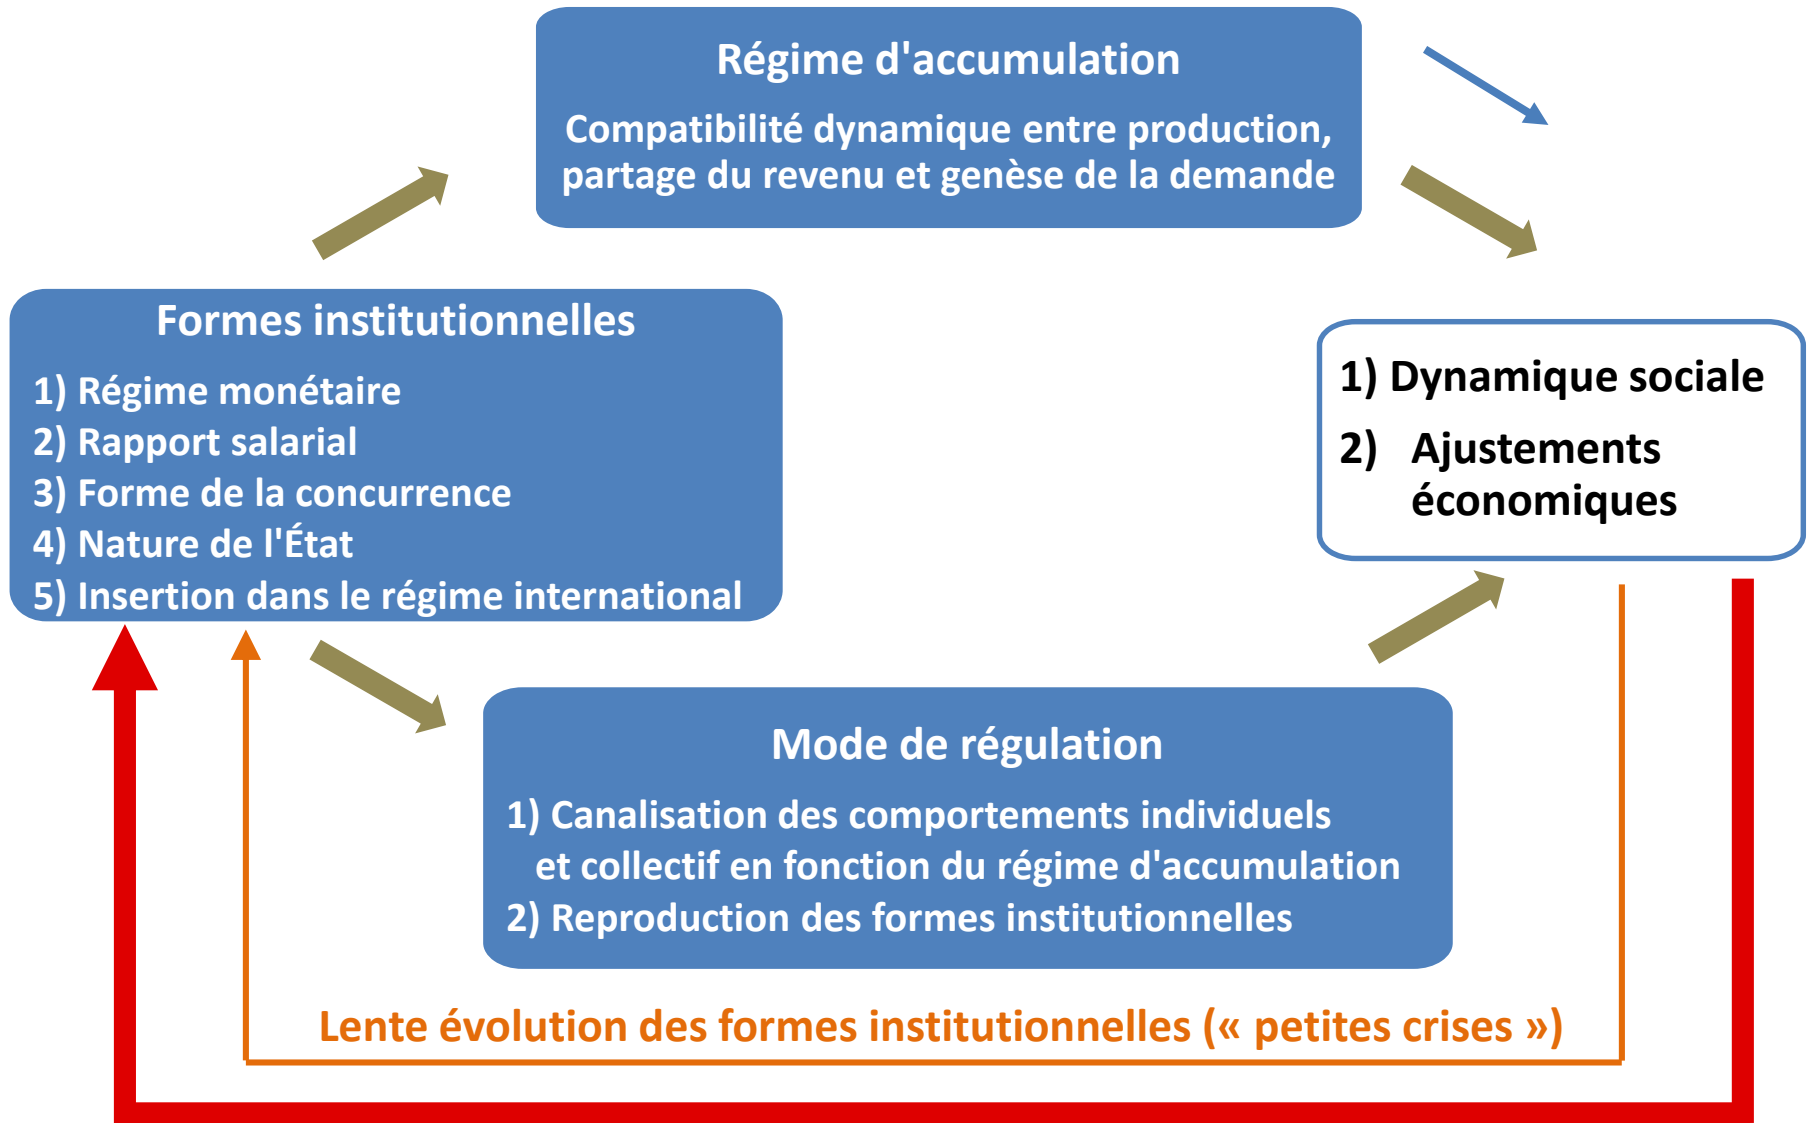 Régime d'accumulation
Compatibilité dynamique entre production,
partage du revenu et genèse de la demande
Formes institutionnelles
1) Régime monétaire
2) Rapport salarial
3) Forme de la concurrence
4) Nature de l'État
5) Insertion dans le régime international
1) Dynamique sociale
2) Ajustements
économiques
Mode de régulation
1) Canalisation des comportements individuels
et collectif en fonction du régime d'accumulation
2) Reproduction des formes institutionnelles
Lente évolution des formes institutionnelles (« petites crises »)